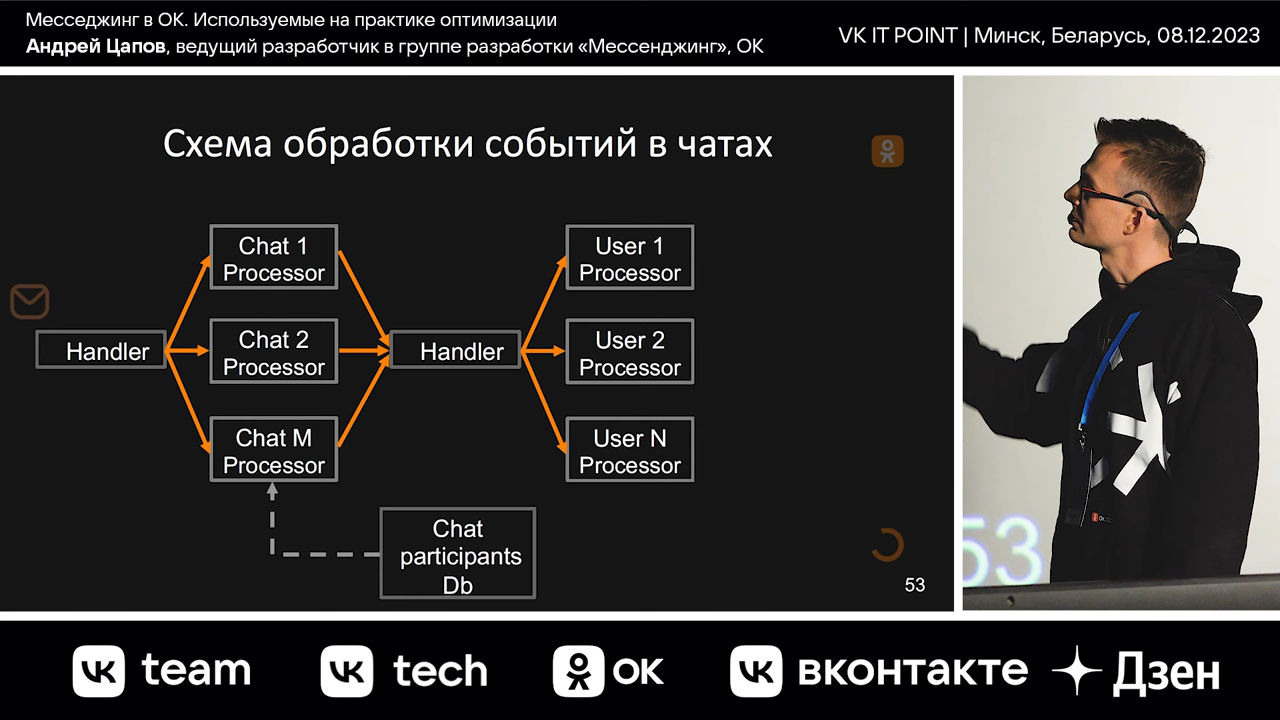 Месседжинг в ОК. Используемые на практике оптимизации
Андрей Цапов, ведущий разработчик в группе разработки «Мессенджинг», ОК
VK IT POINT | Минск, Беларусь, 08.12.2023
Схема обработки событий в чатах
Chat 1
Processor
User 1
Processor
Handler
Chat 2
Processor
Handler
User 2
Processor
Chat M
Processor
User N
Processor
Chat
participants
Db
53
53
team
tech
ОК
вконтакте
Дзен